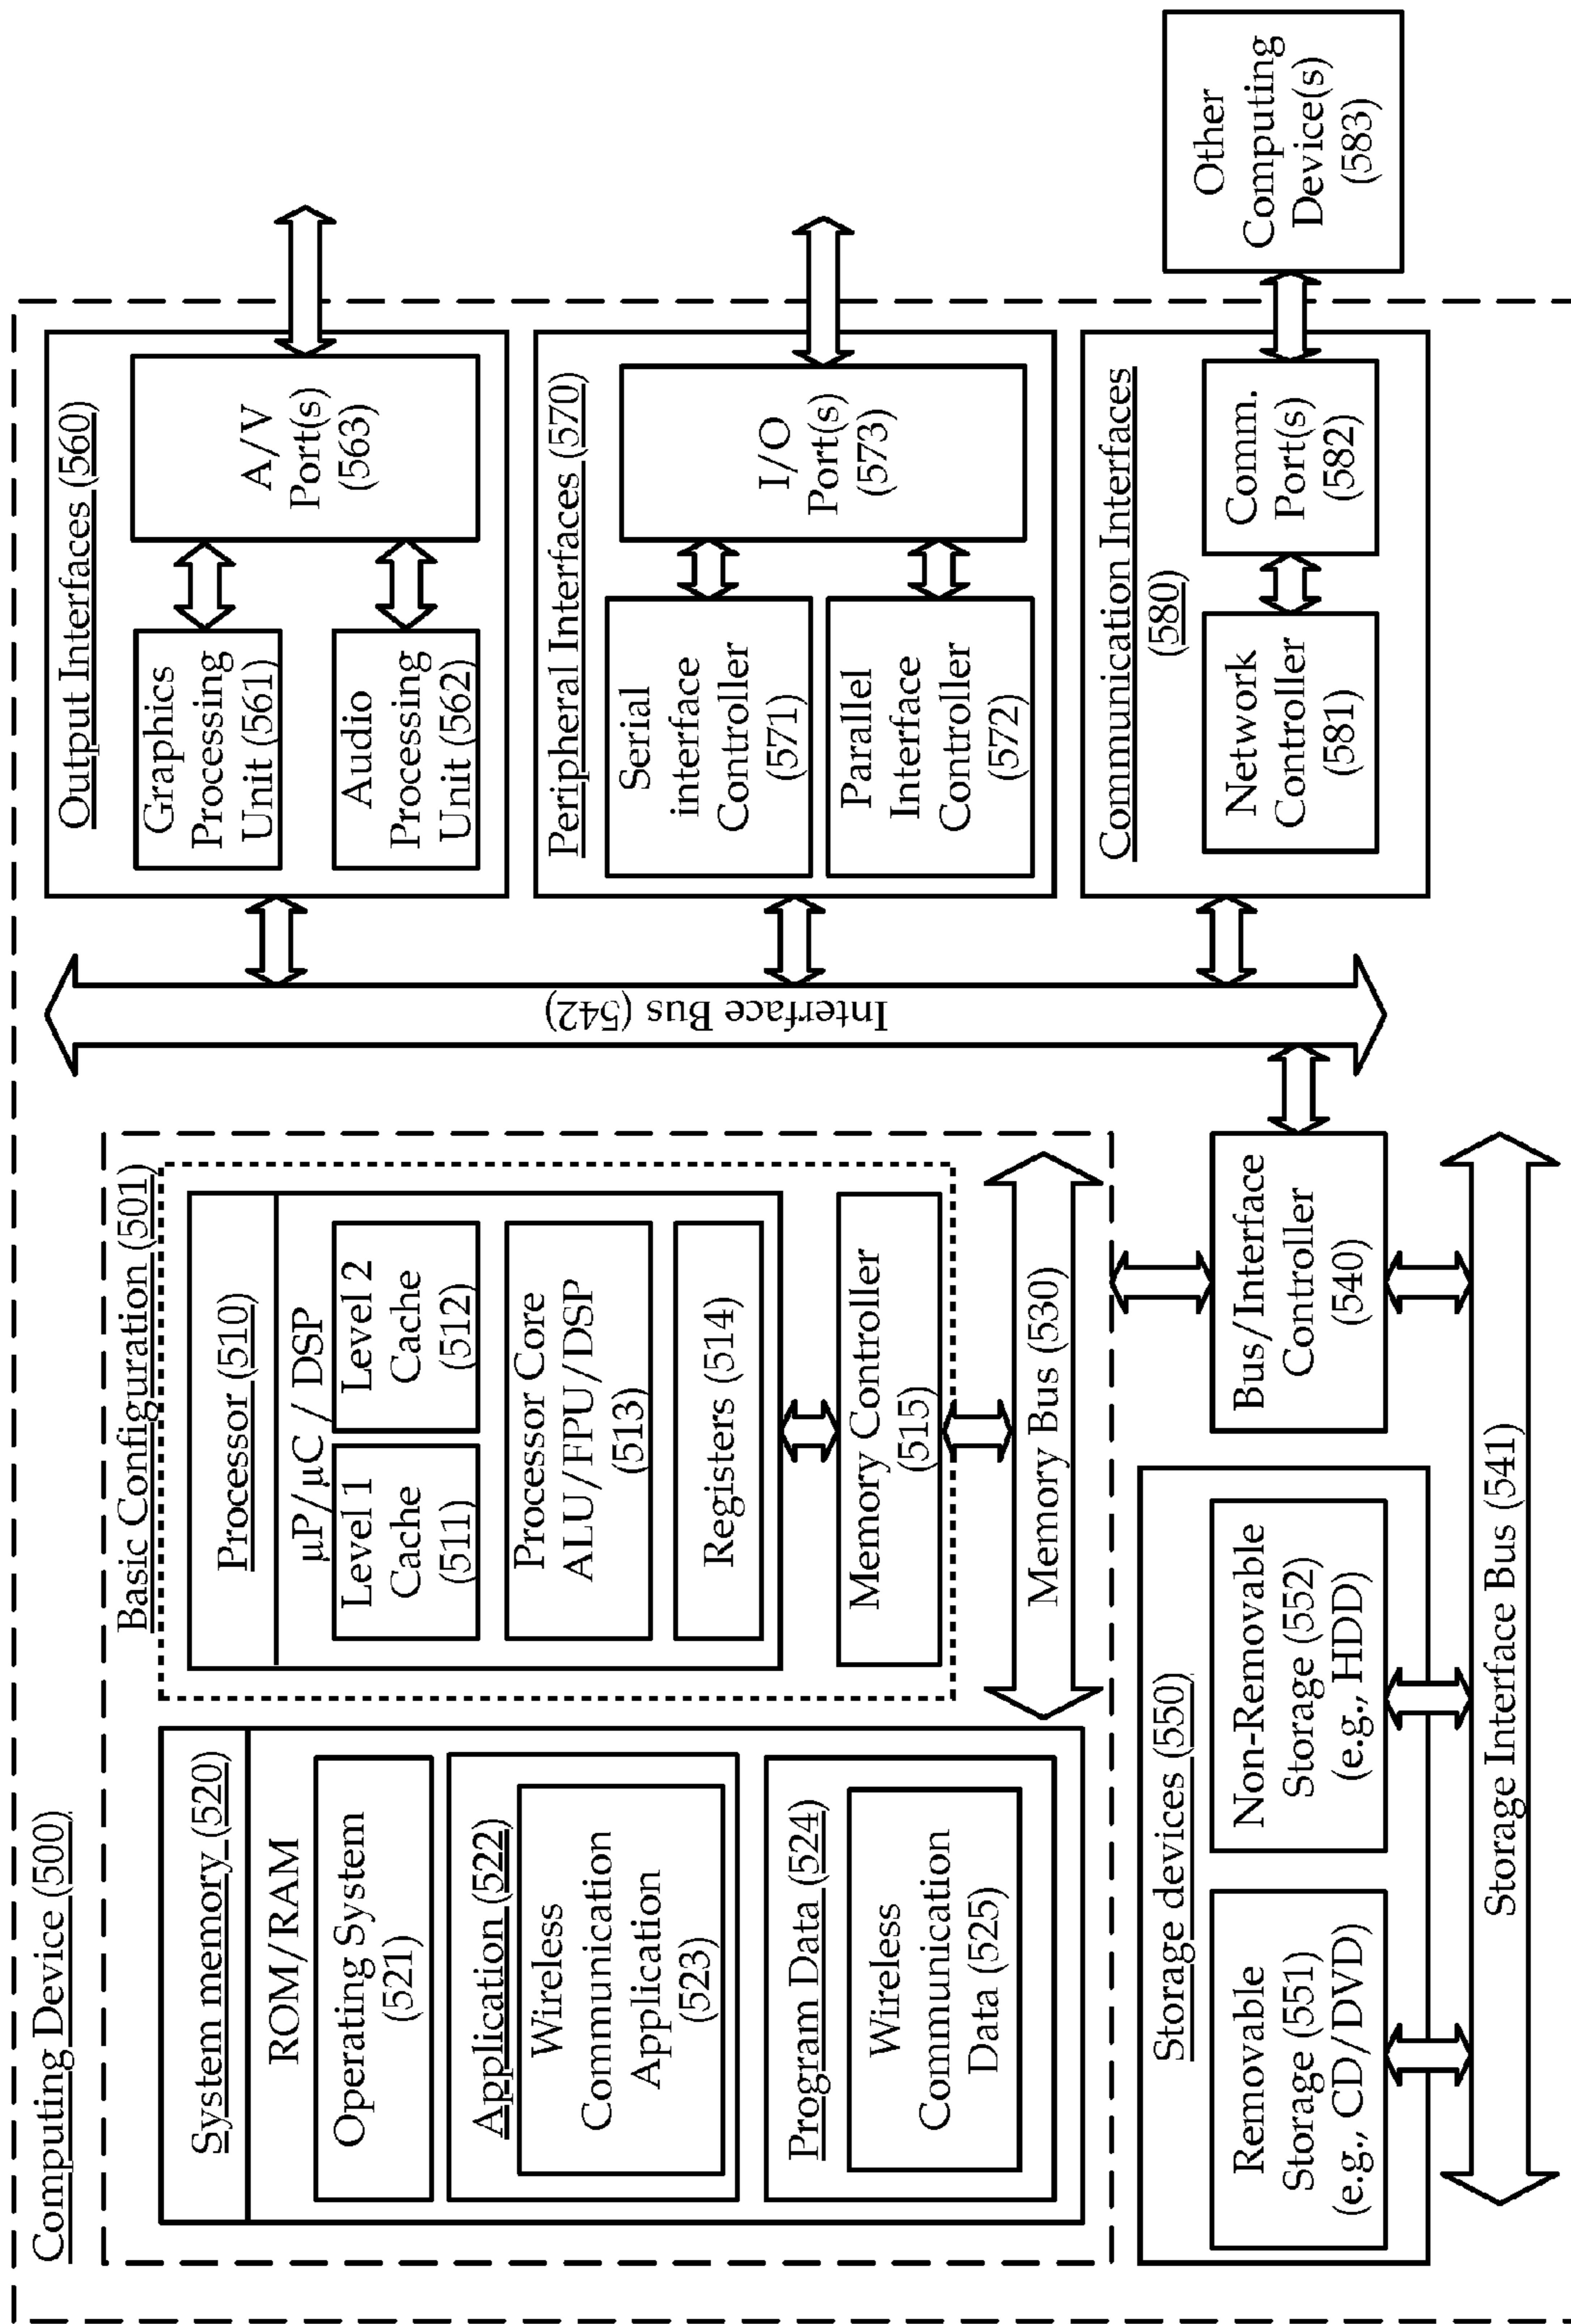 Computing Device (500)
Basic Configuration (501)
System memory (520)
ROM/RAM
Operating System
(521)
Application (522)
Wireless
Communication
Application
(523)
Program Data (524)
Wireless
Communication
Data (525)
Processor (510)
µP/µC / DSP
Level 1
Cache
(511)
Level 2
Cache
(512)
Processor Core
ALU/FPU/DSP
(513)
Registers (514)
Memory Controller
(515)
Memory Bus (530)
Bus/Interface
Controller
(540)
Storage devices (550)
Removable
Storage (551)
(e.g., CD/DVD)
Non-Removable
Storage (552)
(e.g., HDD)
Storage Interface Bus (541)
Interface Bus (542)
Output Interfaces (560)
Graphics
Processing
Unit (561)
Audio
Processing
Unit (562)
A/V
Port(s)
(563)
Peripheral Interfaces (570)
Serial
interface
Controller
(571)
Parallel
Interface
Controller
(572)
I/O
Port(s)
(573)
Communication Interfaces
(580)
Network
Controller
(581)
Comm.
Port(s)
(582)
Other
Computing
Device(s)
(583)